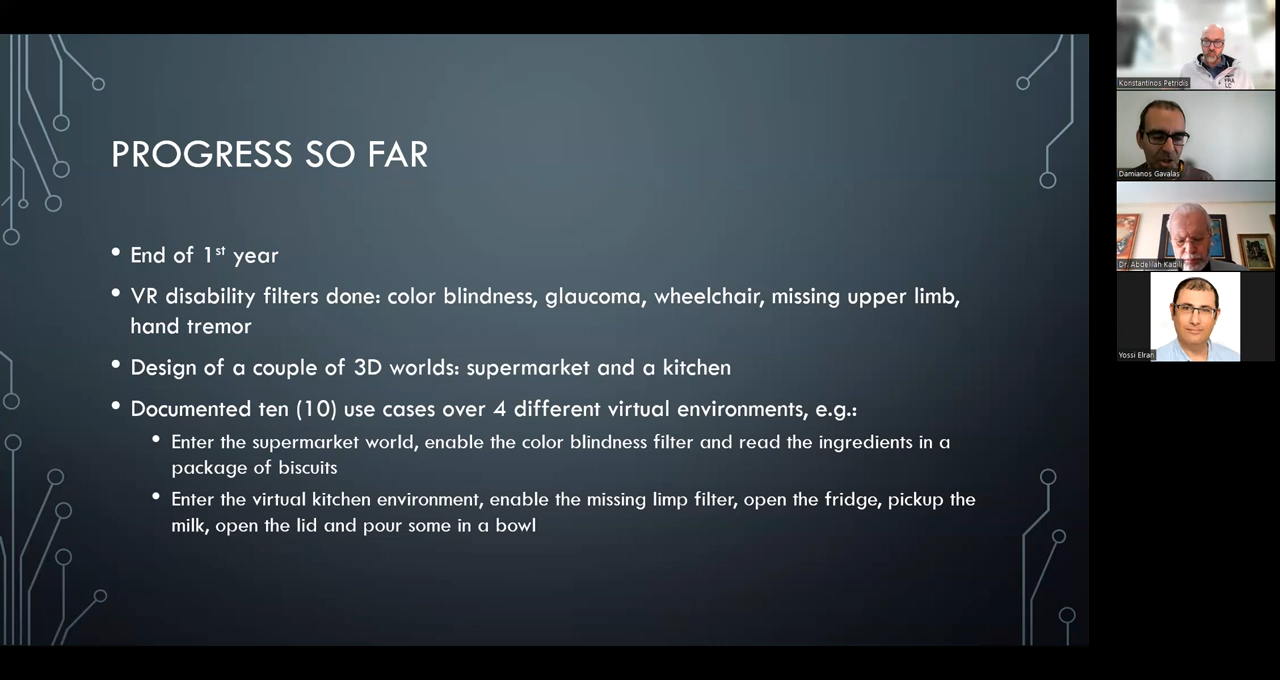 PROGRESS SO FAR
• End of 1st year
• VR disability filters done: color blindness, glaucoma, wheelchair, missing upper limb,
hand tremor
• Design of a couple of 3D worlds: supermarket and a kitchen
• Documented ten (10) use cases over 4 different virtual environments, e.g.:
• Enter the supermarket world, enable the color blindness filter and read the ingredients in a
package of biscuits
• Enter the virtual kitchen environment, enable the missing limp filter, open the fridge, pickup the
milk, open the lid and pour some in a bowl
Konstantinos Petridis
Damianos Gavalas
Dr. Abdelilah Kadili
Yossi Elran